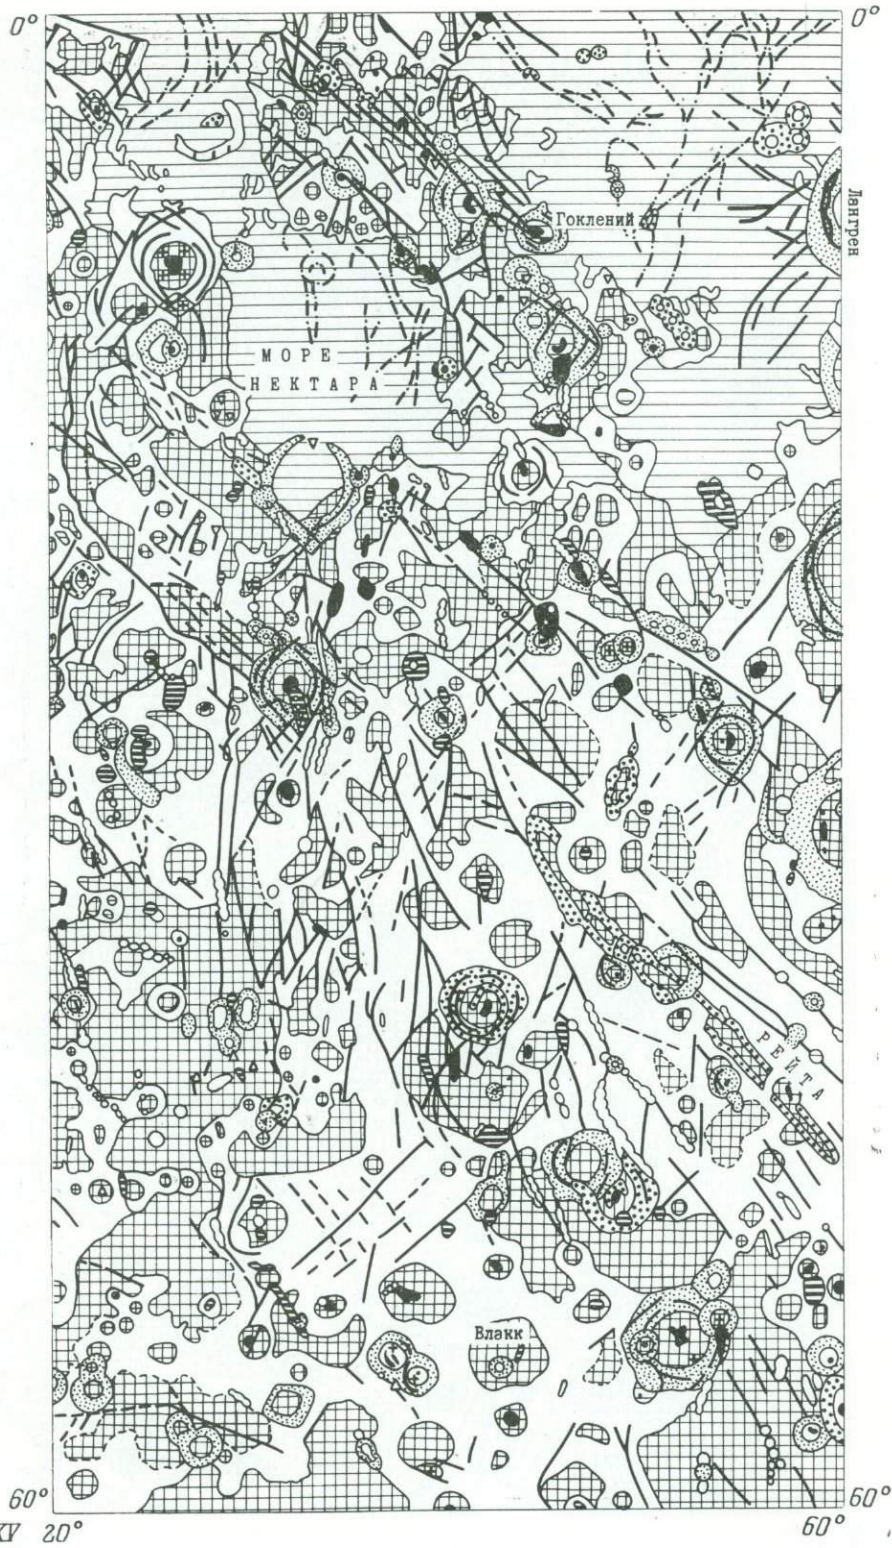 0° 0°
Лангрен
Гоклений
МОРЕ
НЕКТАРА
РЕЙТА
Влакк
60° 60°
XV 20° 60°